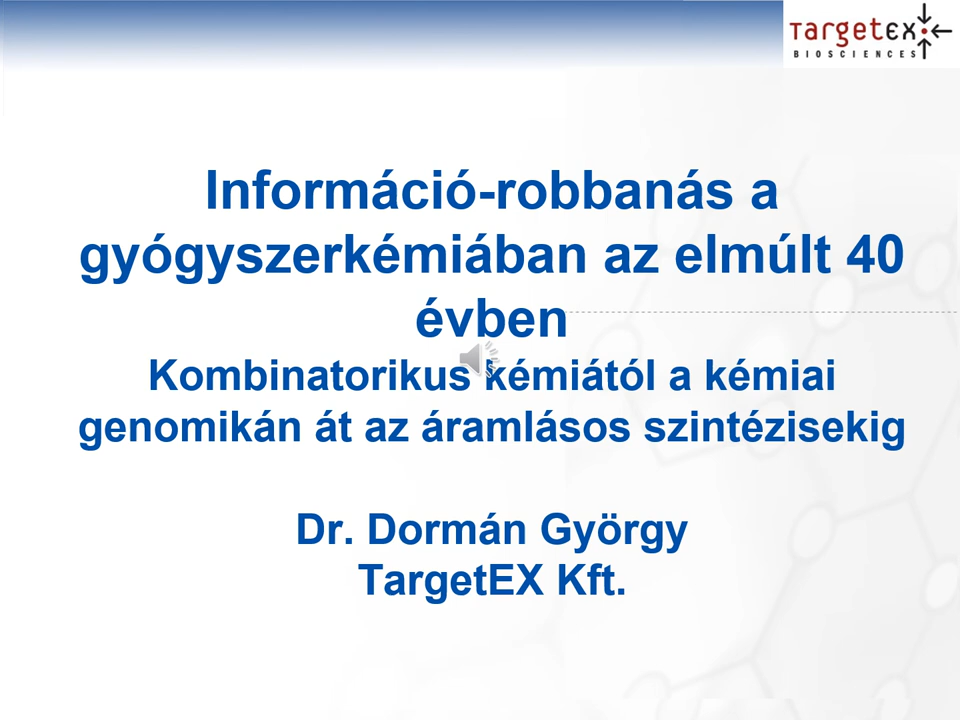 TargetEx
BIOSCIENCES
Információ-robbanás a
gyógyszerkémiában az elmúlt 40
évben
Kombinatorikus kémiától a kémiai
genomikán át az áramlásos szintézisekig
Dr. Dormán György
TargetEX Kft.